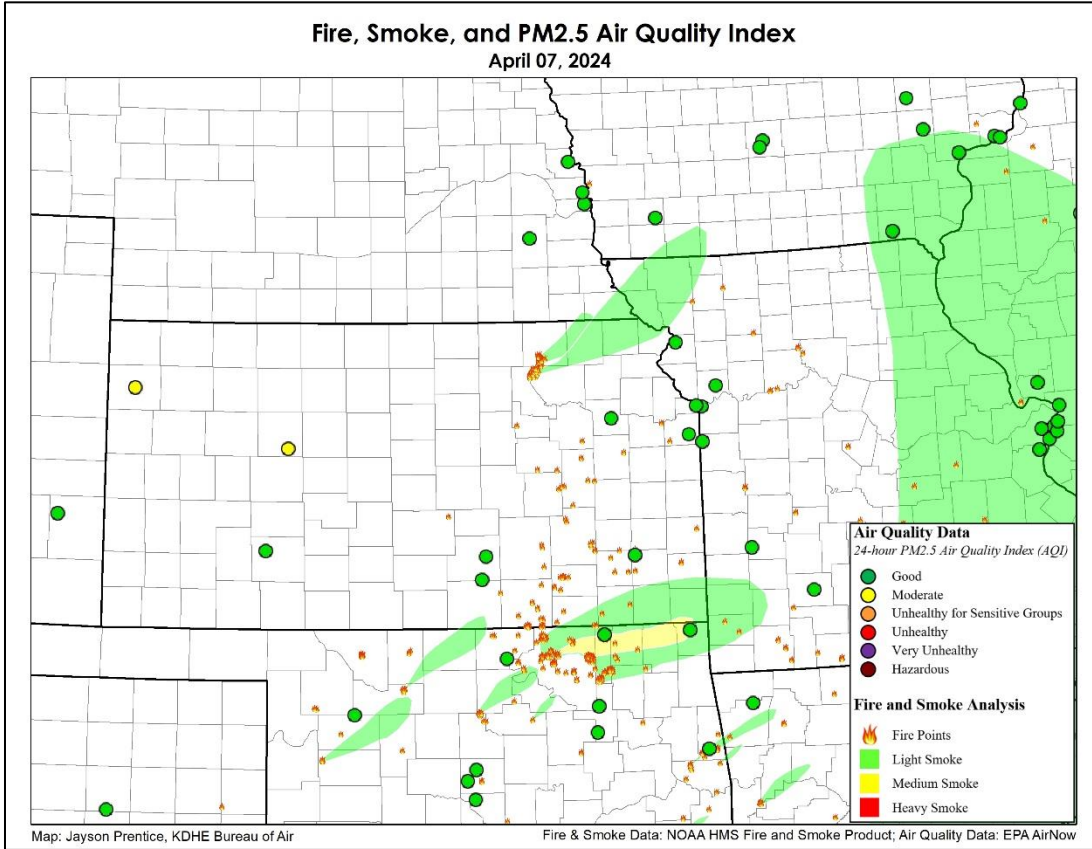 Fire, Smoke, and PM2.5 Air Quality Index
April 07, 2024
Air Quality Data
24-hour PM2.5 Air Quality Index (AQI)
Good
Moderate
Unhealthy for Sensitive Groups
Unhealthy
Very Unhealthy
Hazardous
Fire and Smoke Analysis
Fire Points
Light Smoke
Medium Smoke
Heavy Smoke
Map: Jayson Prentice, KDHE Bureau of Air
Fire & Smoke Data: NOAA HMS Fire and Smoke Product; Air Quality Data: EPA AirNow